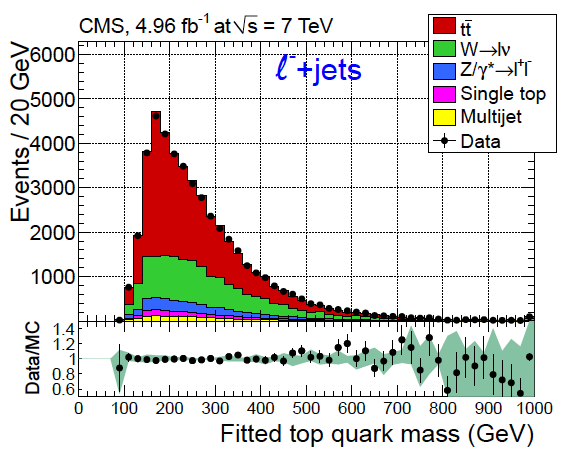 CMS, 4.96 fb⁻¹ at √s = 7 TeV
tt̄
W→lν
Z/γ*→l⁺l⁻
Single top
Multijet
Data
ℓ⁻+jets
Events / 20 GeV
6000
5000
4000
3000
2000
1000
Data/MC
1.4
1.2
1
0.8
0.6
0 100 200 300 400 500 600 700 800 900 1000
Fitted top quark mass (GeV)